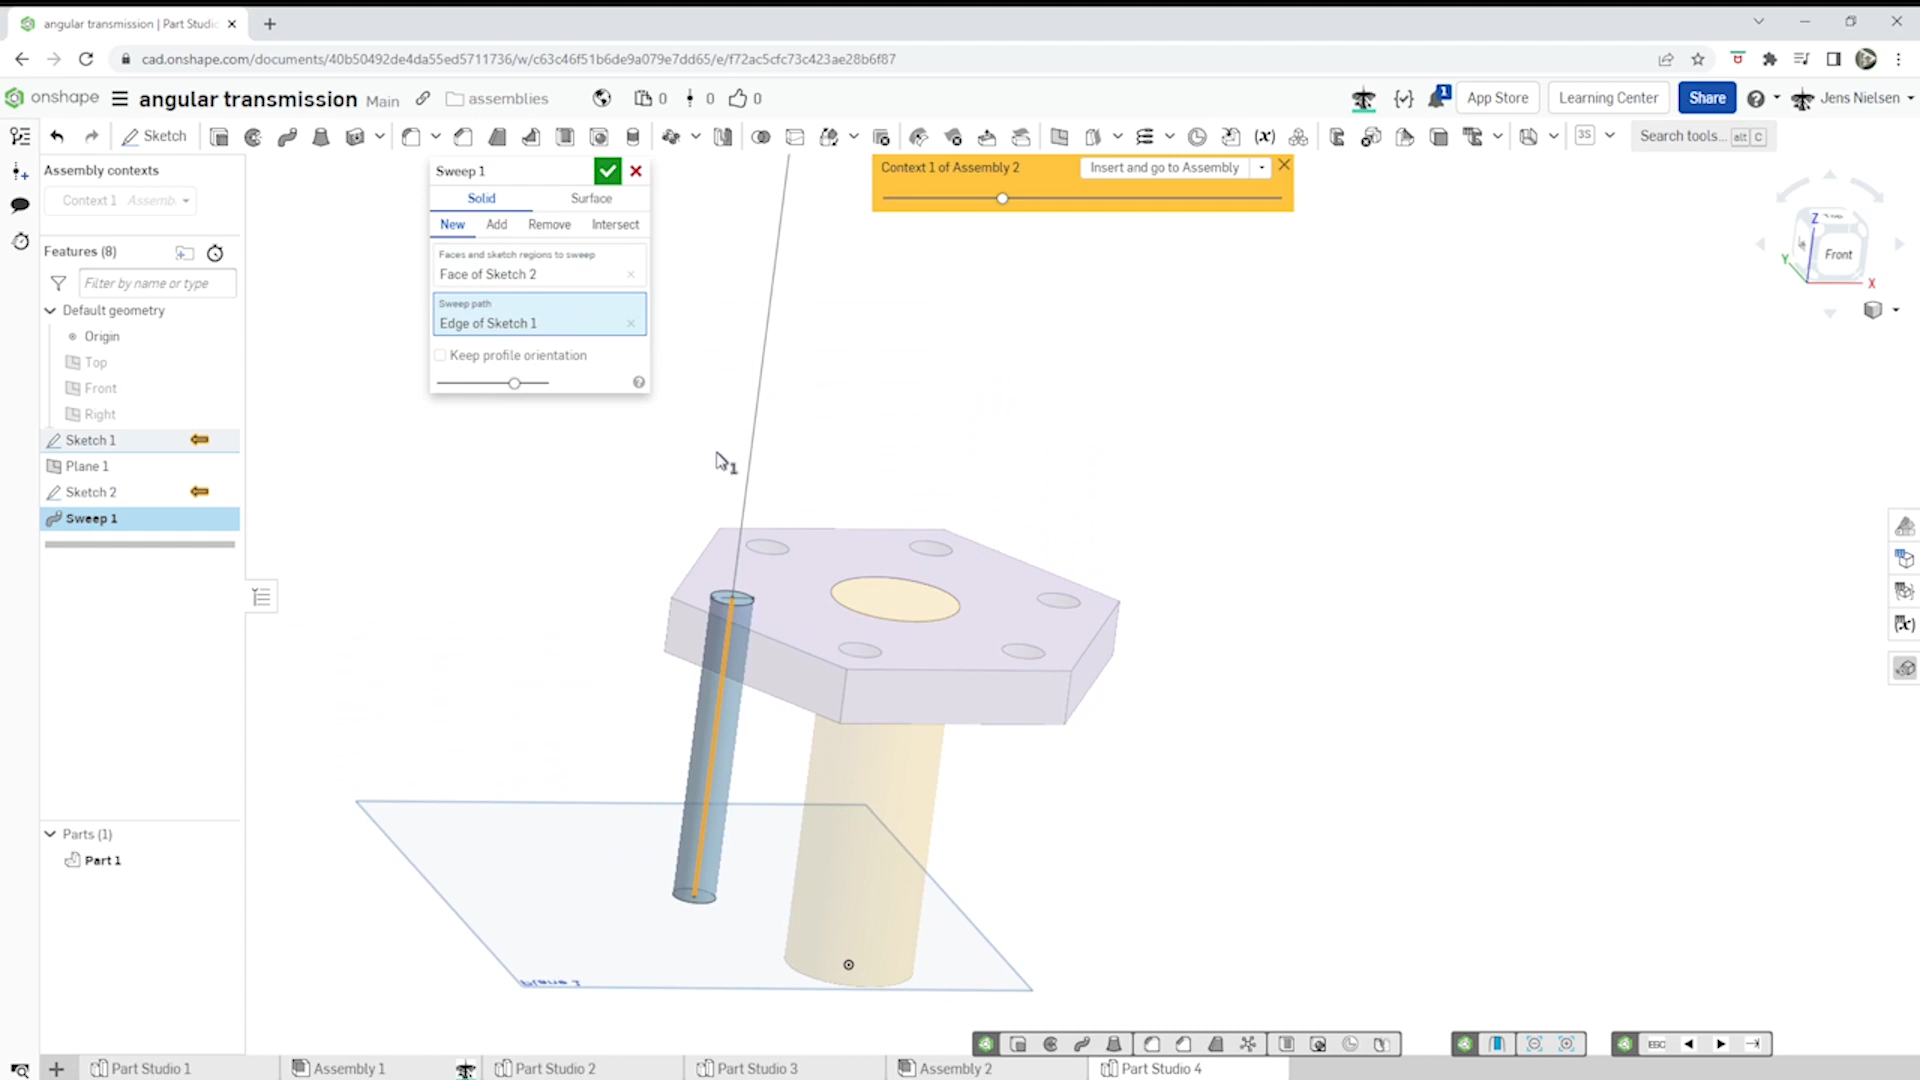 angular transmission | Part Studio
cad.onshape.com/documents/40b50492de4da55ed5711736/w/c63c46f51b6de9a079e7dd65/e/f72ac5cfc73c423ae28b6f87
onshape angular transmission Main assemblies 0 0 0 1 App Store Learning Center Share Jens Nielsen
Sketch (x) 3S Search tools... alt C
Assembly contexts
Context 1 Assemb.
Features (8)
Filter by name or type
Default geometry
Origin
Top
Front
Right
Sketch 1
Plane 1
Sketch 2
Sweep 1
Parts (1)
Part 1
Sweep 1
Solid Surface
New Add Remove Intersect
Faces and sketch regions to sweep
Face of Sketch 2
Sweep path
Edge of Sketch 1
Keep profile orientation
Context 1 of Assembly 2 Insert and go to Assembly
Z
Front
Y
X
1
(x)
ESC
Part Studio 1 Assembly 1 Part Studio 2 Part Studio 3 Assembly 2 Part Studio 4